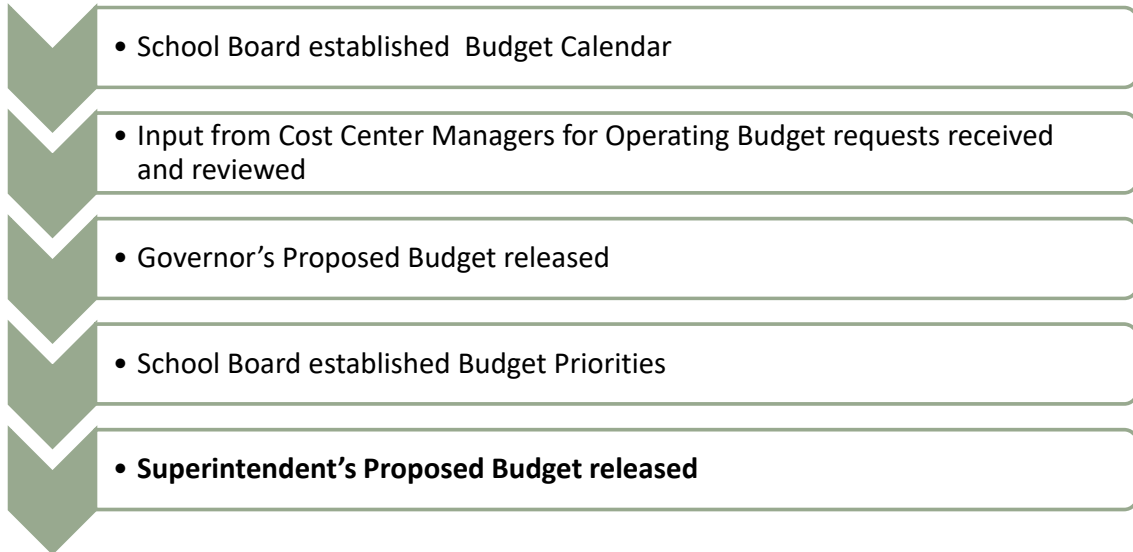 • School Board established  Budget Calendar
• Input from Cost Center Managers for Operating Budget requests received
and reviewed
• Governor’s Proposed Budget released
• School Board established Budget Priorities
• Superintendent’s Proposed Budget released